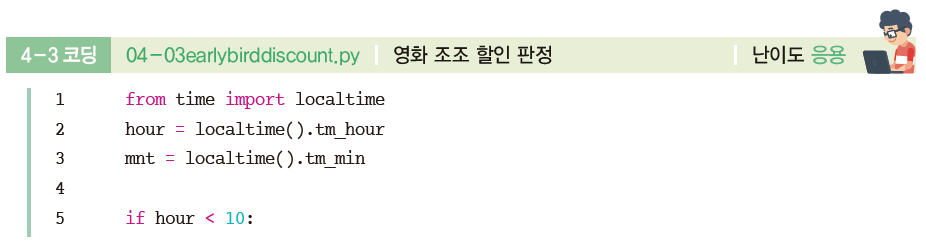 4-3 코딩 04-03earlybirddiscount.py 영화 조조 할인 판정 난이도 응용
1 from time import localtime
2 hour = localtime().tm_hour
3 mnt = localtime().tm_min
4
5 if hour < 10: